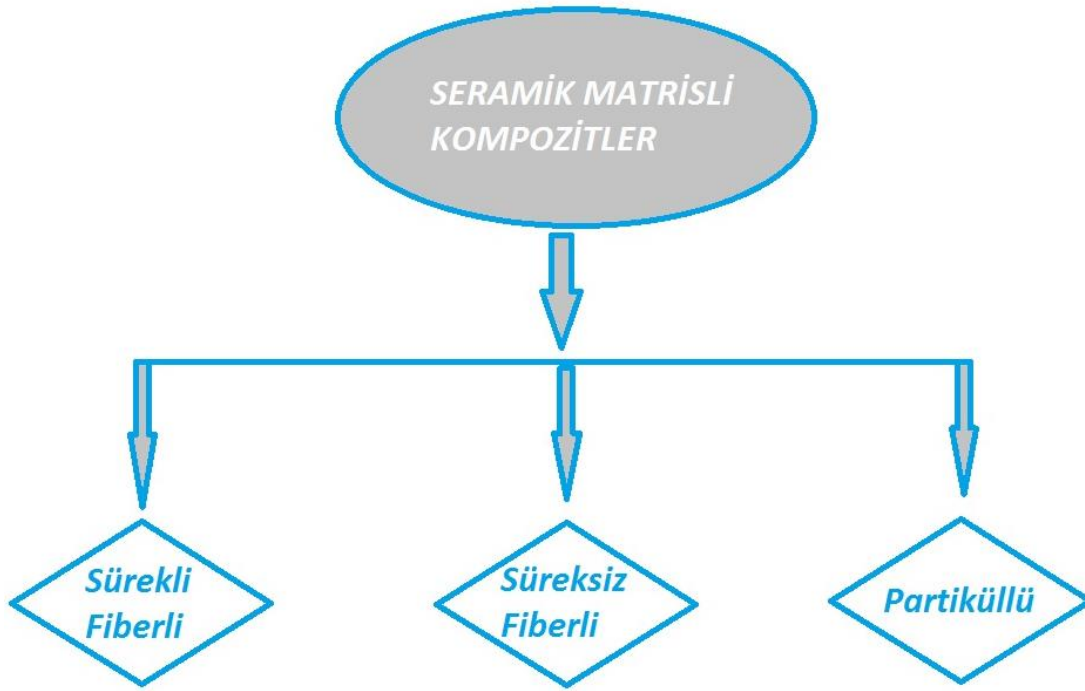 SERAMİK MATRİSLİ
KOMPOZİTLER
Sürekli
Fiberli
Süreksiz
Fiberli
Partiküllü